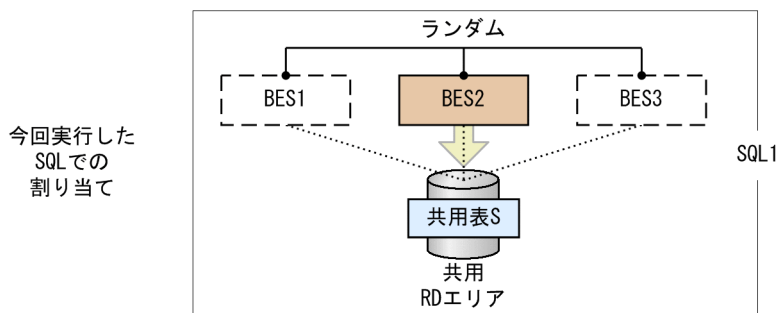 ランダム
BES1
BES2
BES3
今回実行した
SQLでの
割り当て
SQL1
共用表S
共用
RDエリア